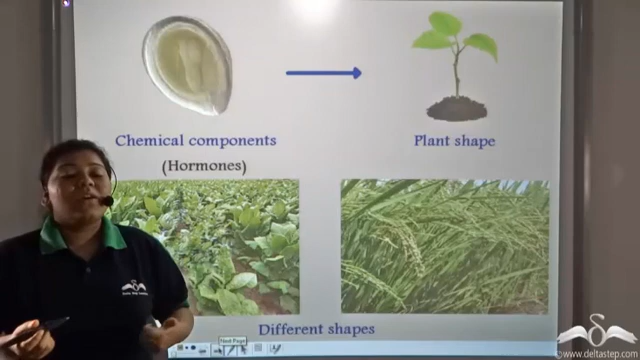 Chemical components
Plant shape
(Hormones)
Different shapes
Next Page
©www.deltastep.com